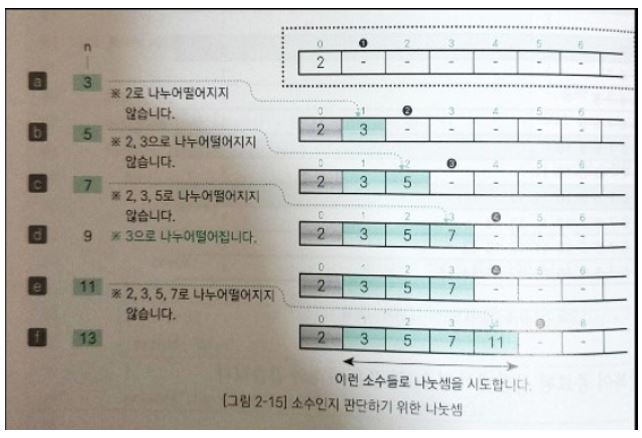 n
0 ❶ 2 3 4 5 6
2 - - - - - -
a 3
※ 2로 나누어떨어지지
않습니다.
0 1 ❷ 3 4 5 6
2 3 - - - - -
b 5
※ 2, 3으로 나누어떨어지지
않습니다.
0 1 2 ❸ 4 5 6
2 3 5 - - - -
c 7
※ 2, 3, 5로 나누어떨어지지
않습니다.
0 1 2 3 ❹ 5 6
2 3 5 7 - - -
d 9 ※ 3으로 나누어떨어집니다.
0 1 2 3 ❹ 5 6
2 3 5 7 - - -
e 11
※ 2, 3, 5, 7로 나누어떨어지지
않습니다.
0 1 2 3 4 ❺ 6
2 3 5 7 11 - -
f 13
이런 소수들로 나눗셈을 시도합니다.
[그림 2-15] 소수인지 판단하기 위한 나눗셈